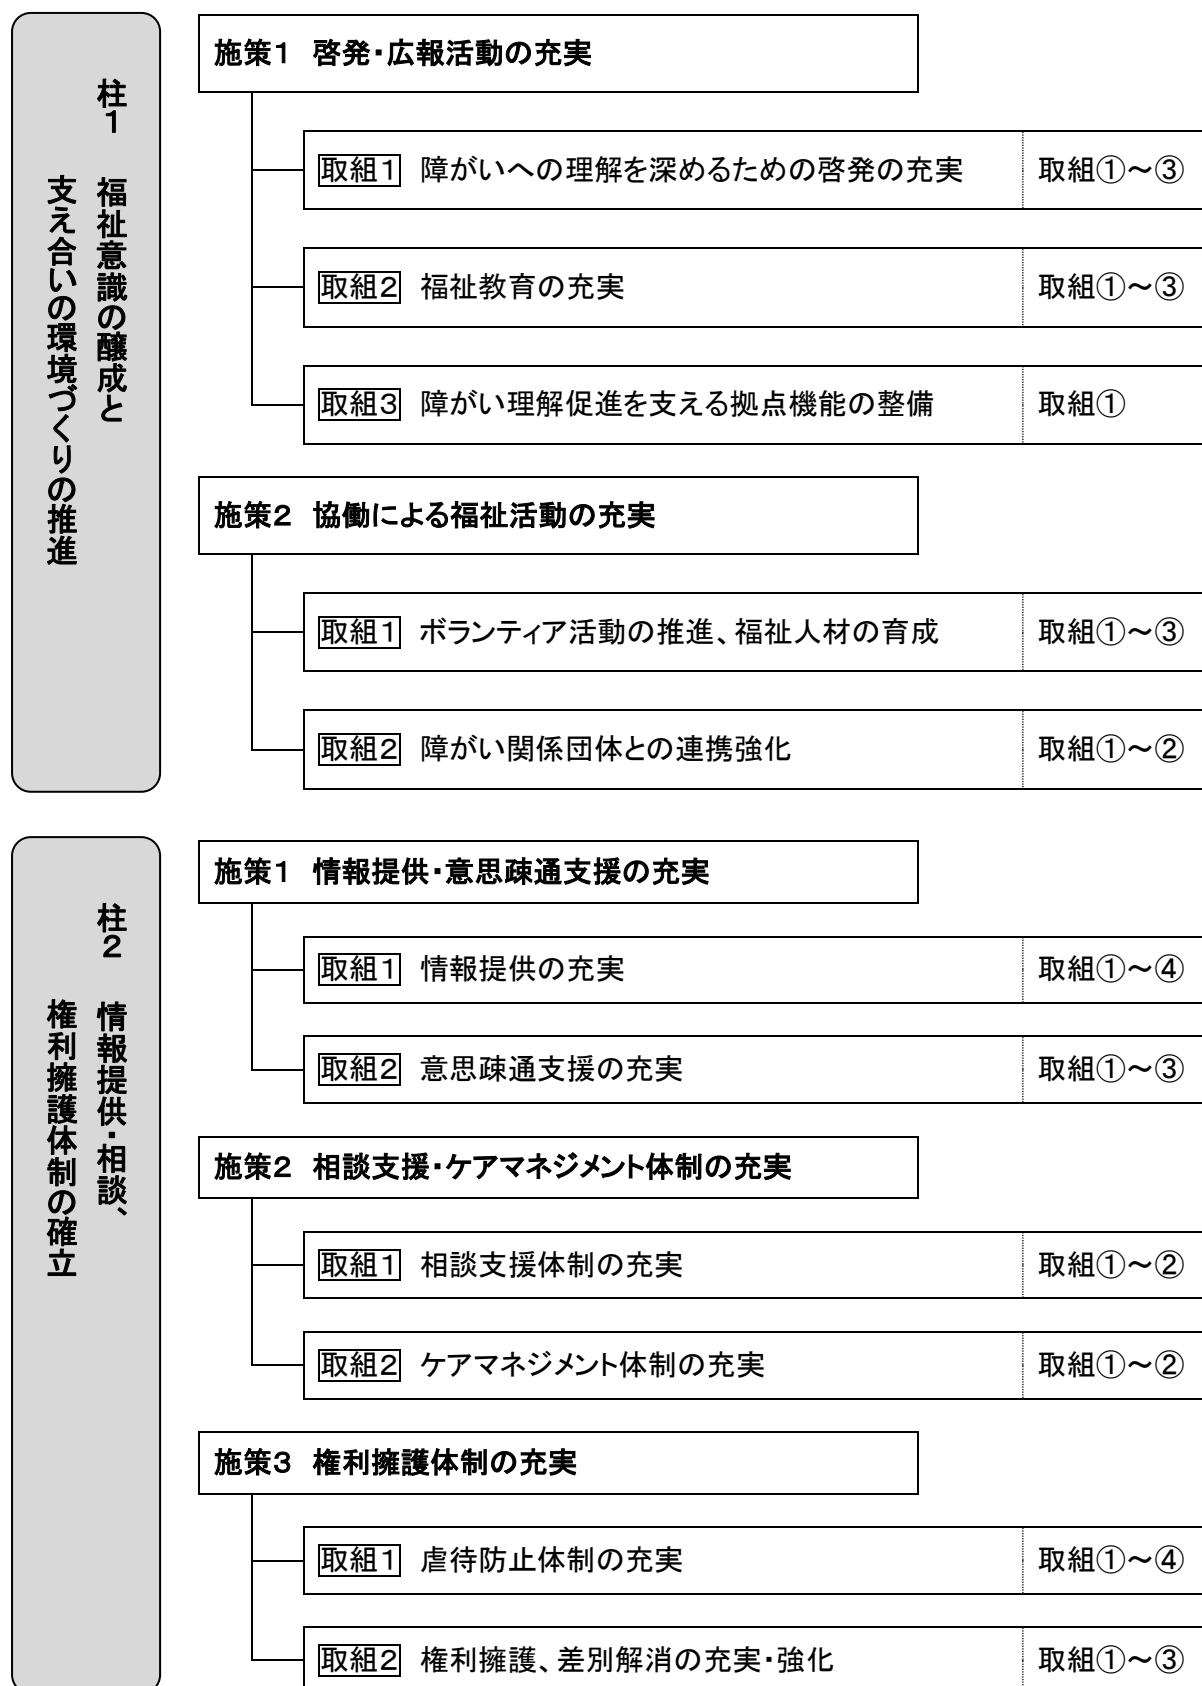 柱1 福祉意識の醸成と
支え合いの環境づくりの推進
施策1 啓発・広報活動の充実
取組1 障がいへの理解を深めるための啓発の充実 取組①～③
取組2 福祉教育の充実 取組①～③
取組3 障がい理解促進を支える拠点機能の整備 取組①
施策2 協働による福祉活動の充実
取組1 ボランティア活動の推進、福祉人材の育成 取組①～③
取組2 障がい関係団体との連携強化 取組①～②
柱2 情報提供・相談、
権利擁護体制の確立
施策1 情報提供・意思疎通支援の充実
取組1 情報提供の充実 取組①～④
取組2 意思疎通支援の充実 取組①～③
施策2 相談支援・ケアマネジメント体制の充実
取組1 相談支援体制の充実 取組①～②
取組2 ケアマネジメント体制の充実 取組①～②
施策3 権利擁護体制の充実
取組1 虐待防止体制の充実 取組①～④
取組2 権利擁護、差別解消の充実・強化 取組①～③